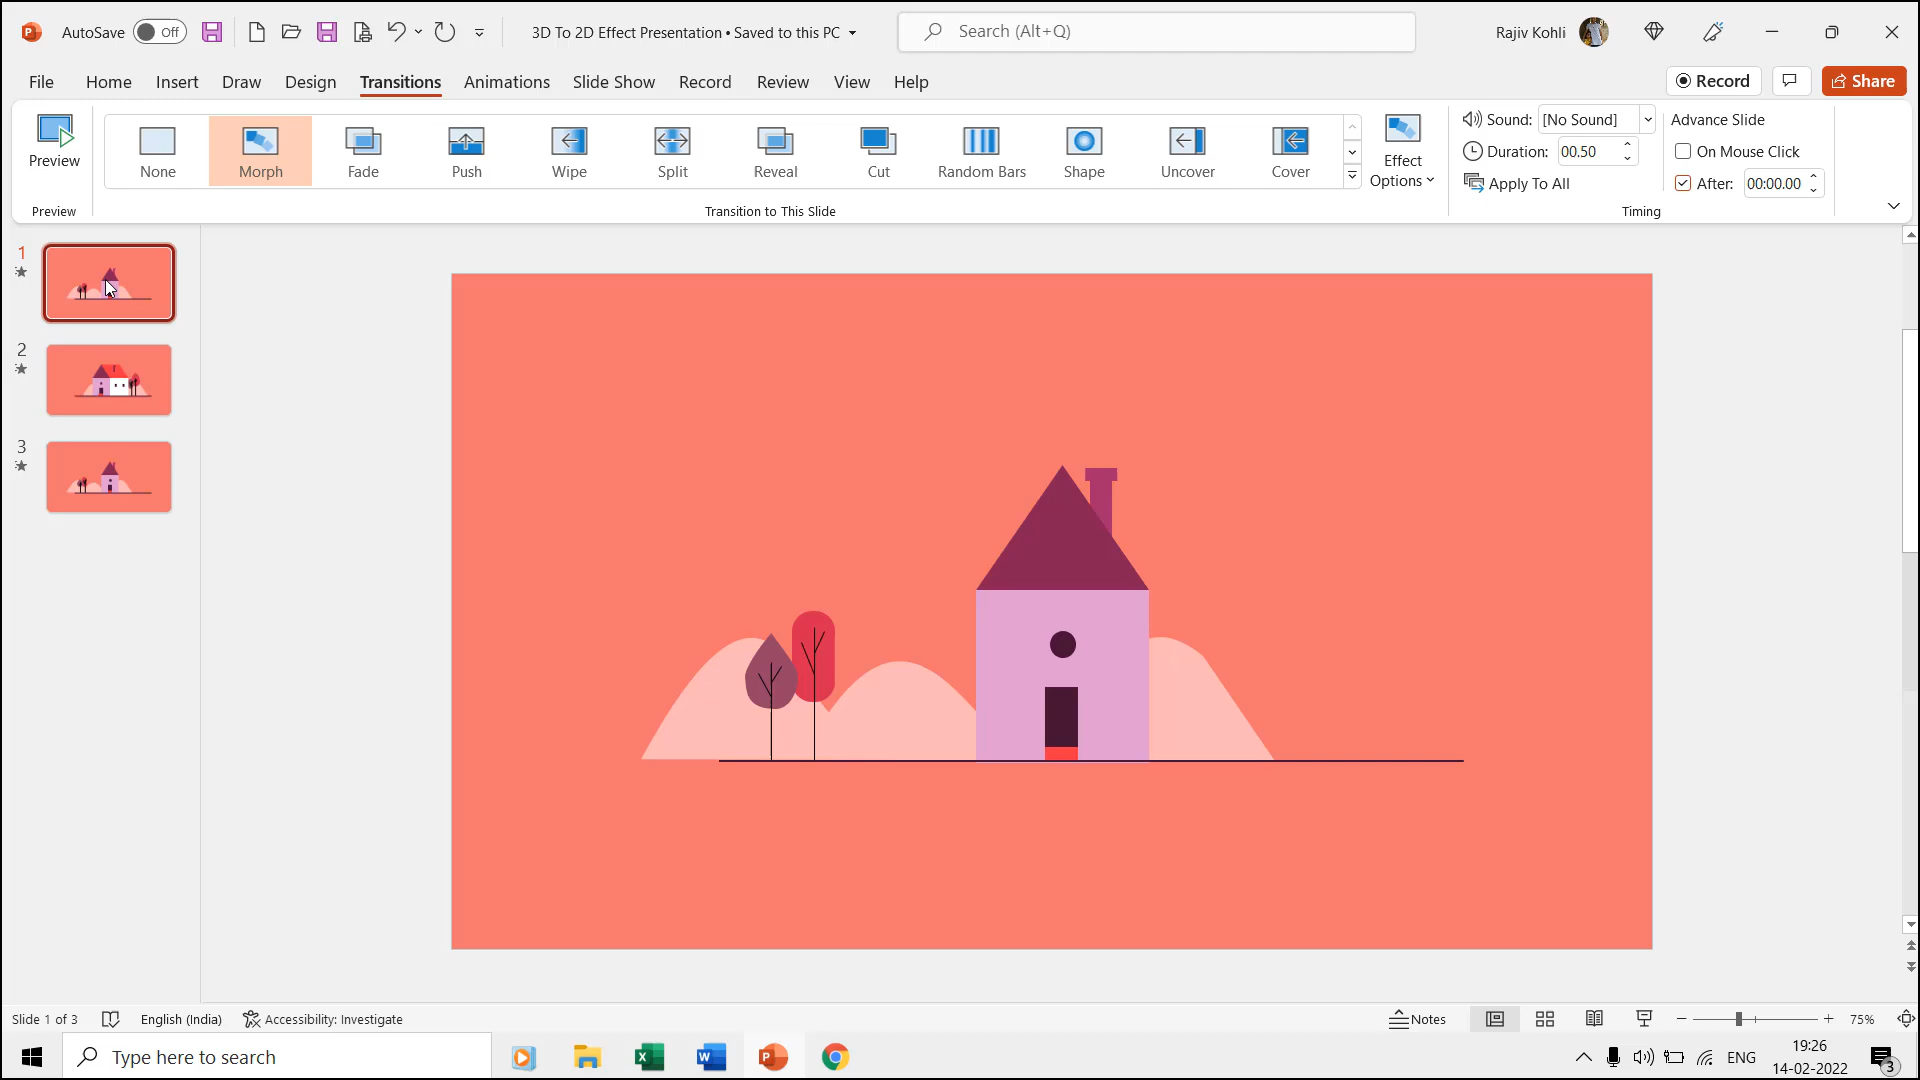 AutoSave Off 3D To 2D Effect Presentation • Saved to this PC Search (Alt+Q) Rajiv Kohli
File Home Insert Draw Design Transitions Animations Slide Show Record Review View Help Record Share
Preview
None Morph Fade Push Wipe Split Reveal Cut Random Bars Shape Uncover Cover
Effect Options
Sound: [No Sound] Advance Slide
Duration: 00.50 On Mouse Click
Apply To All After: 00:00.00
Preview Transition to This Slide Timing
1
2
3
Slide 1 of 3 English (India) Accessibility: Investigate Notes 75%
Type here to search
ENG
19:26
14-02-2022
3